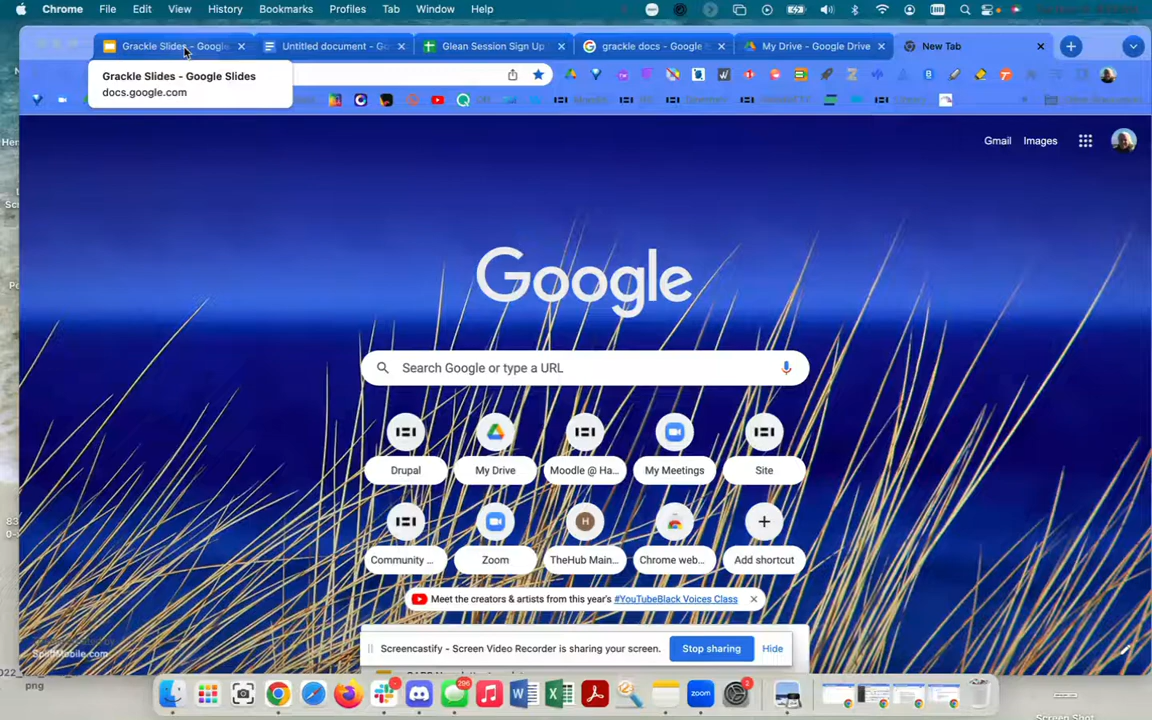 Chrome File Edit View History Bookmarks Profiles Tab Window Help
Grackle Slides - Google Untitled document - Go Glean Session Sign Up grackle docs - Google My Drive - Google Drive New Tab
Grackle Slides - Google Slides
docs.google.com
Gmail Images
Google
Search Google or type a URL
Drupal My Drive Moodle @ Ha... My Meetings Site
Community ... Zoom TheHub Main... Chrome web... Add shortcut
Meet the creators & artists from this year's #YouTubeBlack Voices Class
Screencastify - Screen Video Recorder is sharing your screen. Stop sharing Hide
png
Screen Shot